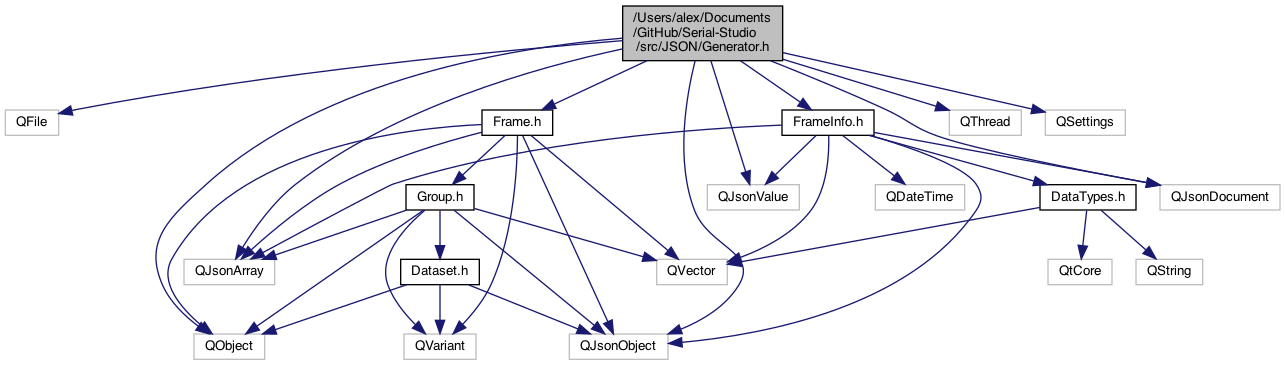 /Users/alex/Documents
/GitHub/Serial-Studio
/src/JSON/Generator.h
QFile
Frame.h
FrameInfo.h
QThread
QSettings
Group.h
QJsonValue
QDateTime
DataTypes.h
QJsonDocument
QJsonArray
Dataset.h
QVector
QtCore
QString
QObject
QVariant
QJsonObject